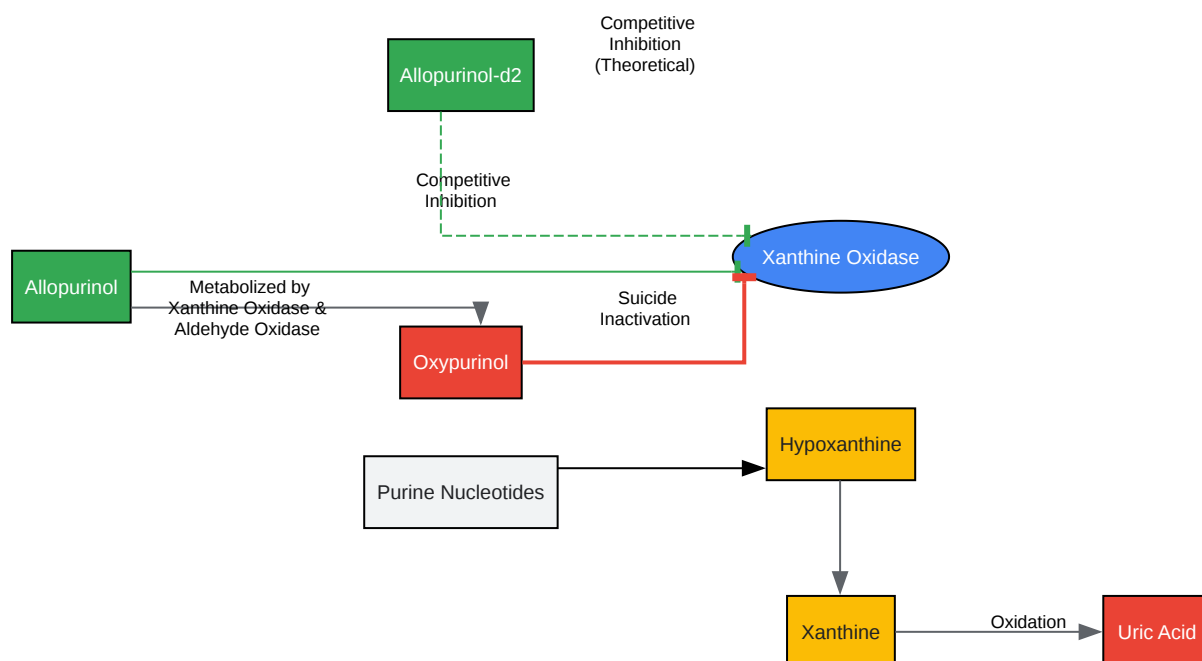 Competitive
Inhibition
(Theoretical)
Allopurinol-d2
Competitive
Inhibition
Xanthine Oxidase
Allopurinol
Metabolized by
Xanthine Oxidase &
Aldehyde Oxidase
Suicide
Inactivation
Oxypurinol
Hypoxanthine
Purine Nucleotides
Xanthine
Oxidation
Uric Acid